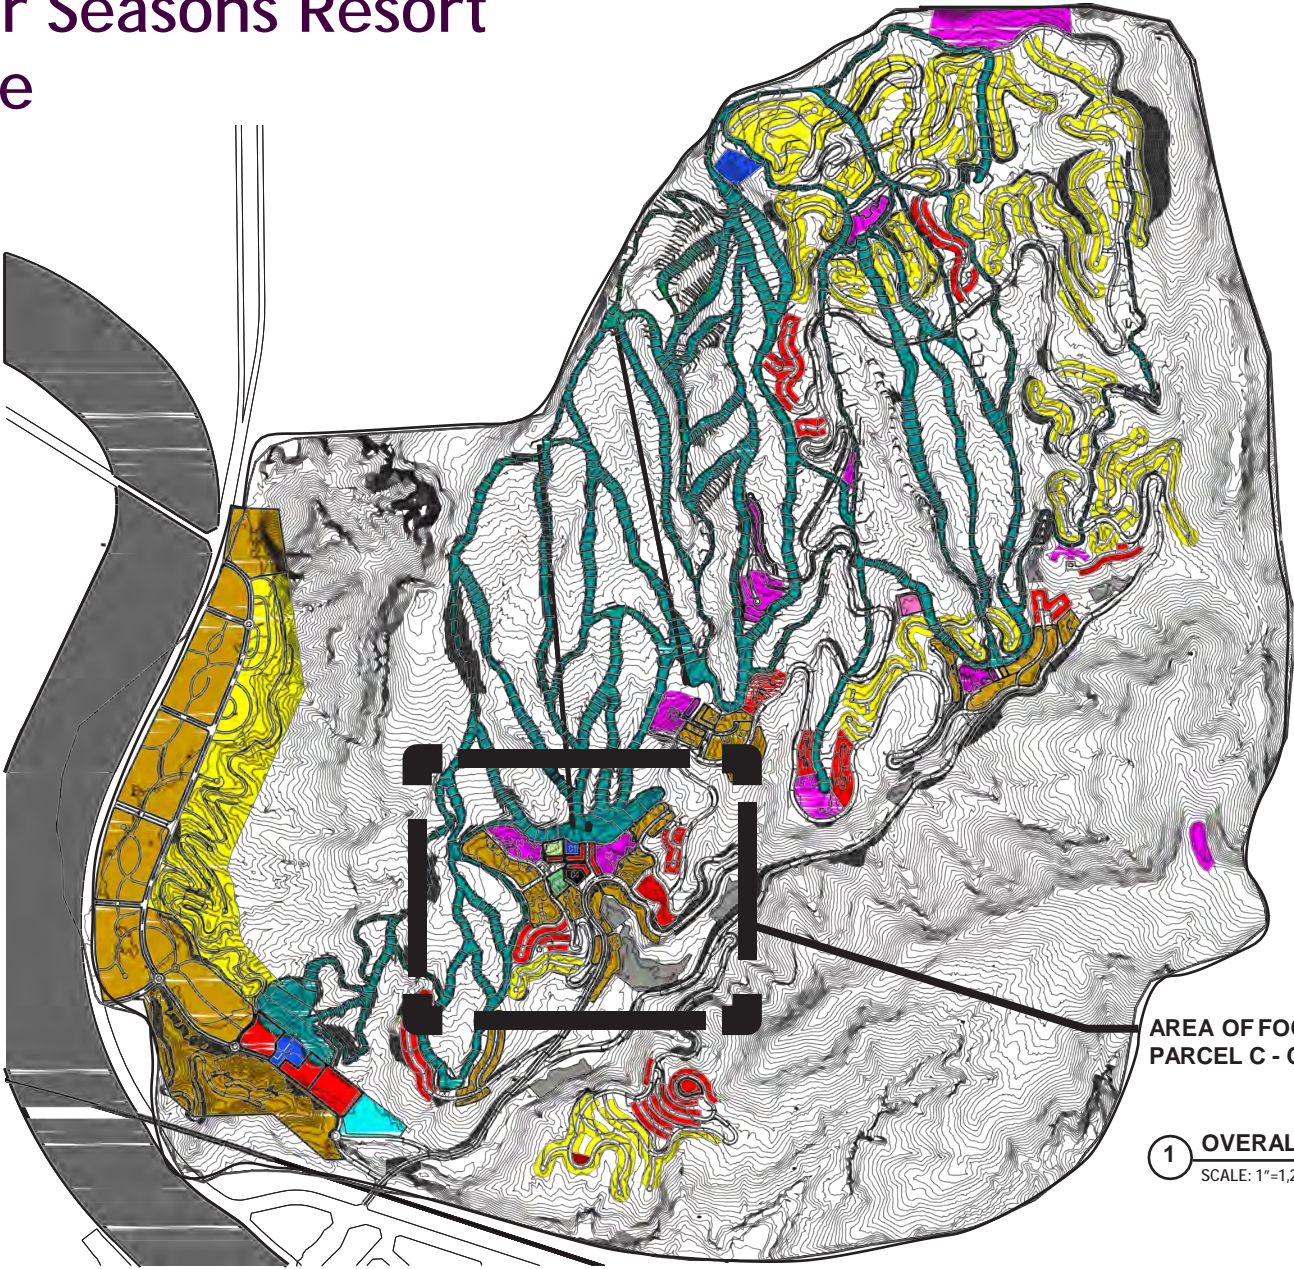 r Seasons Resort
e
AREA OF FOC
PARCEL C - C
1 OVERAL
SCALE: 1"=1,2